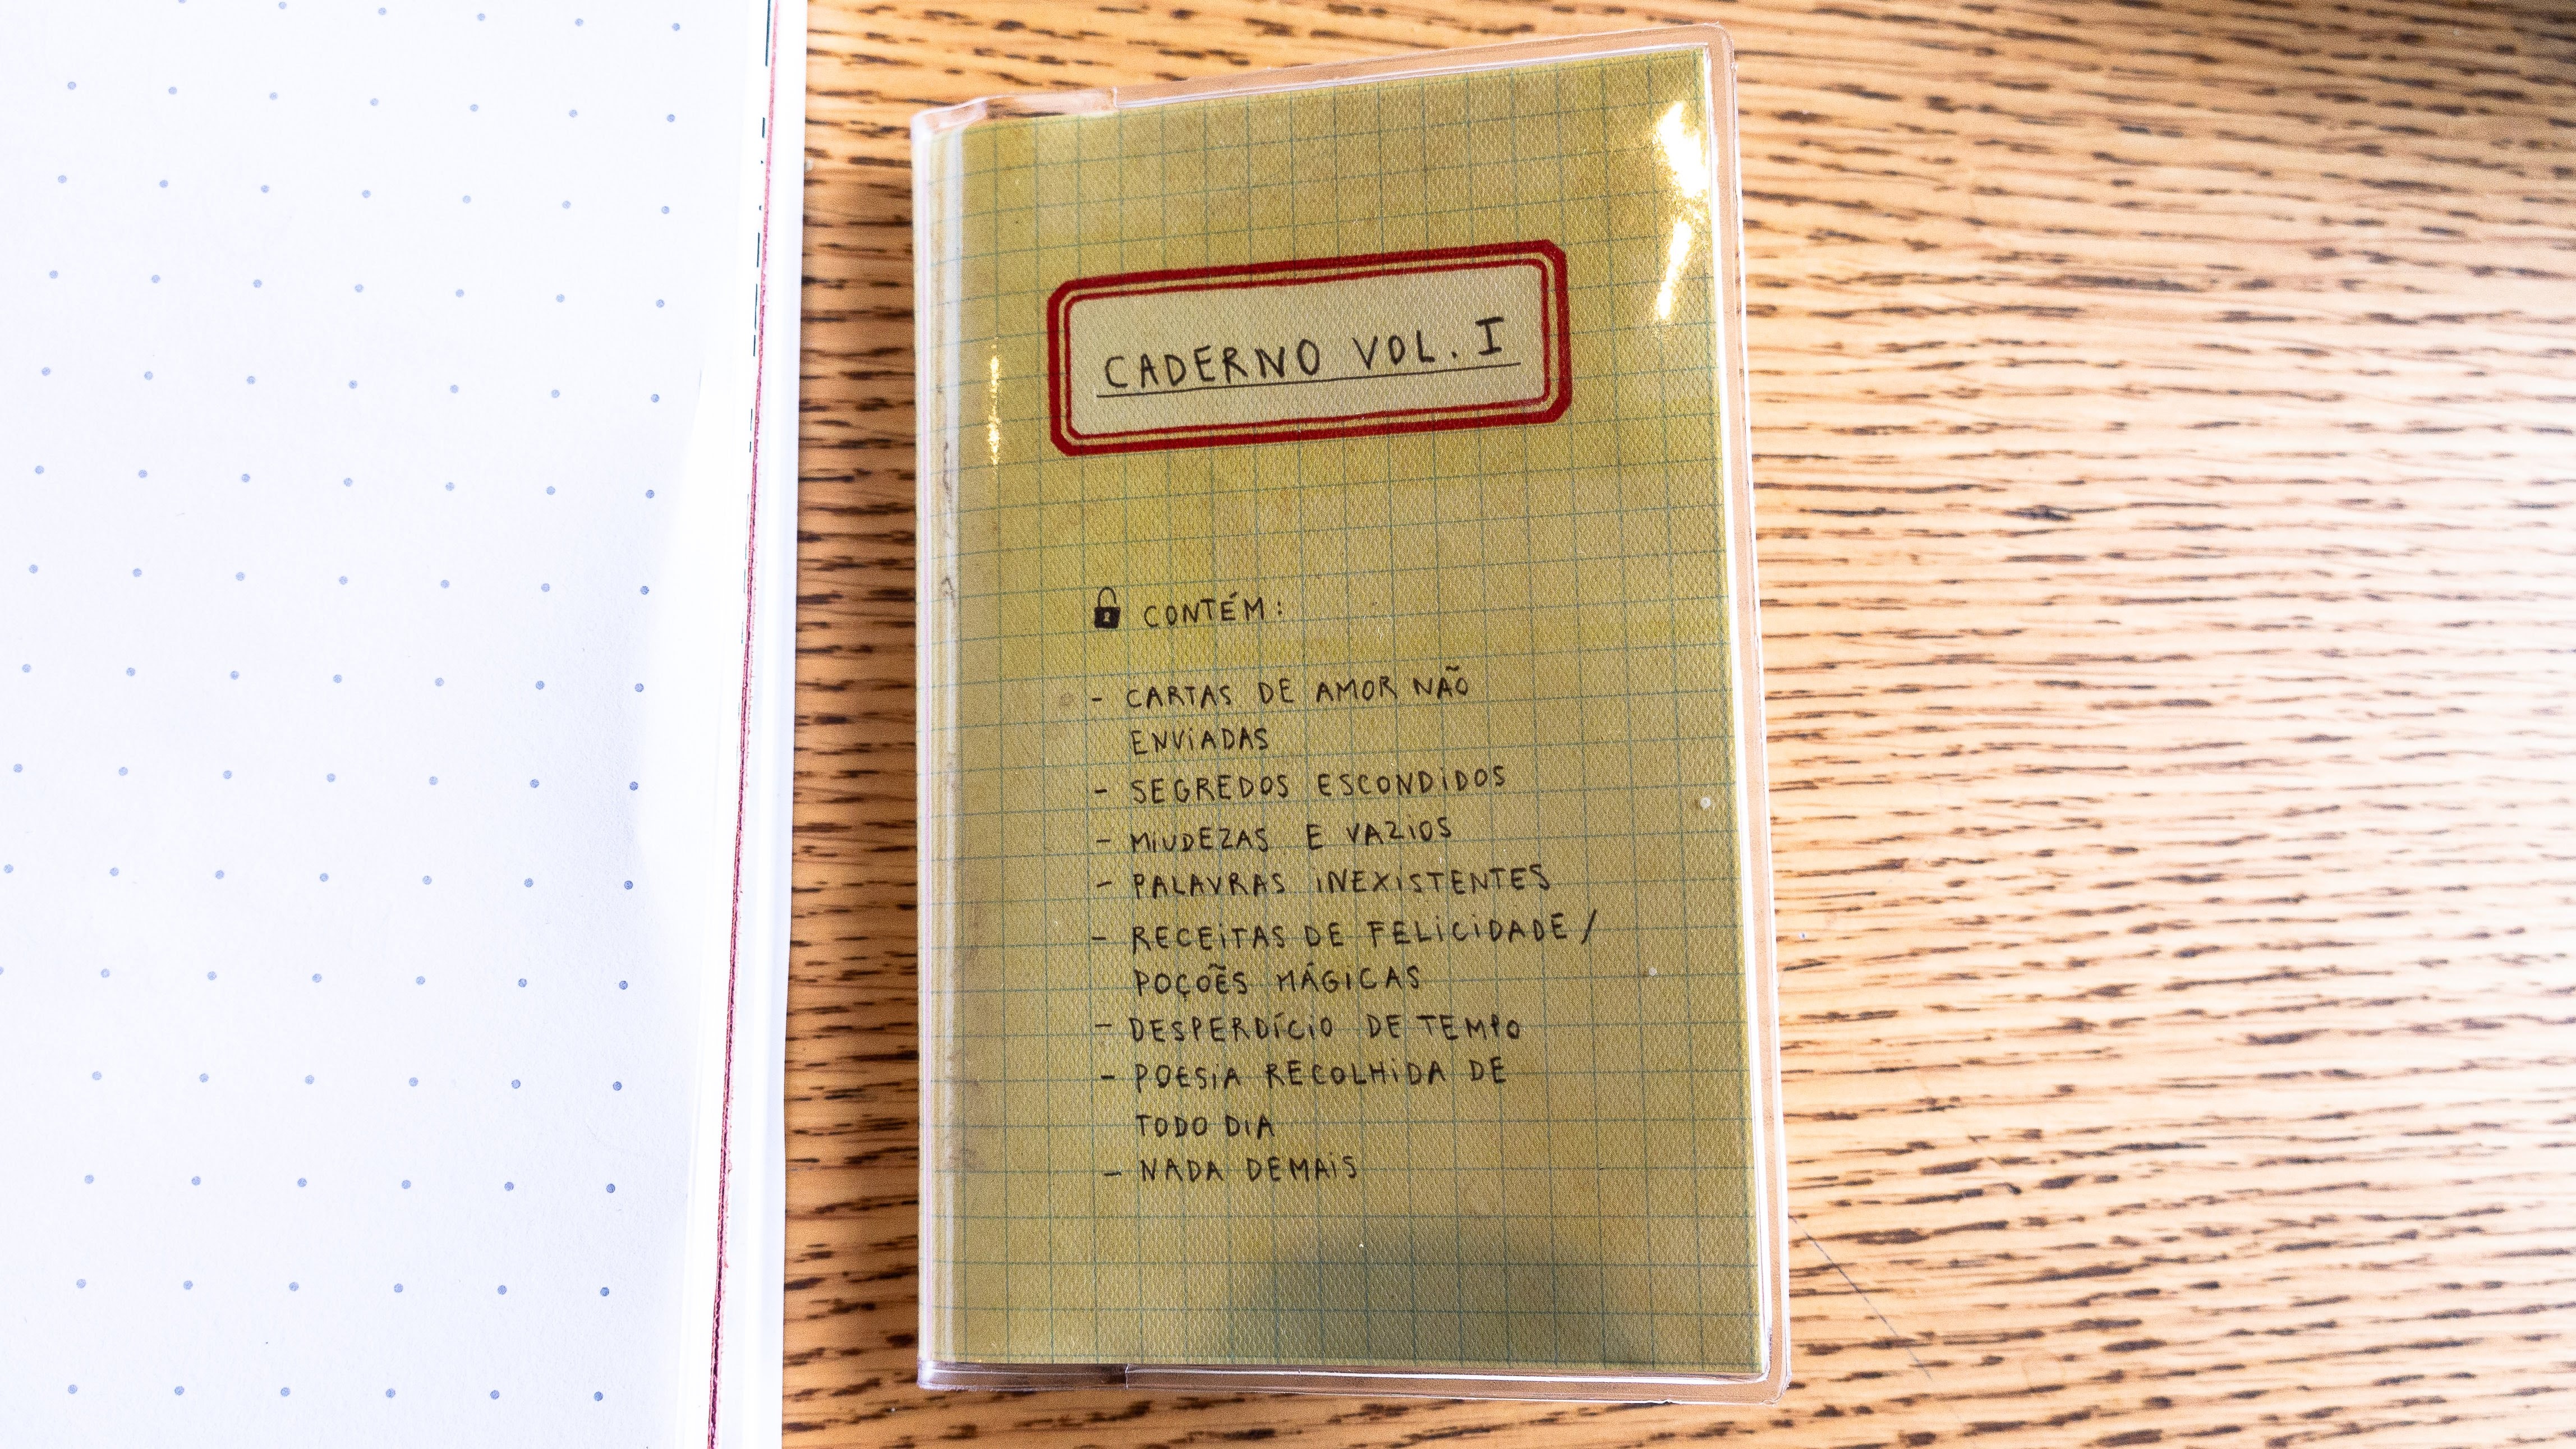 CADERNO VOL. I
CONTÉM:
- CARTAS DE AMOR NÃO
ENVIADAS
- SEGREDOS ESCONDIDOS
- MIUDEZAS E VAZIOS
- PALAVRAS INEXISTENTES
- RECEITAS DE FELICIDADE /
POÇÕES MÁGICAS
- DESPERDÍCIO DE TEMPO
- POESIA RECOLHIDA DE
TODO DIA
- NADA DEMAIS